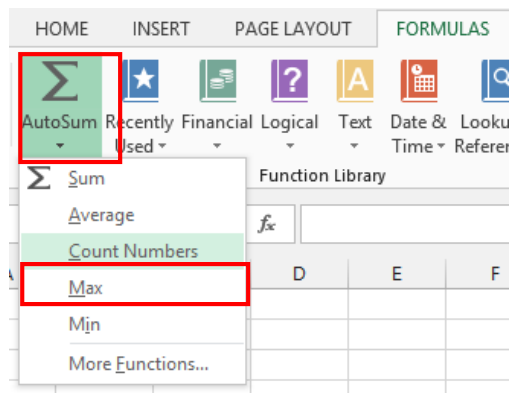 HOME INSERT PAGE LAYOUT FORMULAS
AutoSum Recently Used Financial Logical Text Date & Time
Function Library
Sum
Average
Count Numbers
Max
Min
More Functions...
fx
D E F